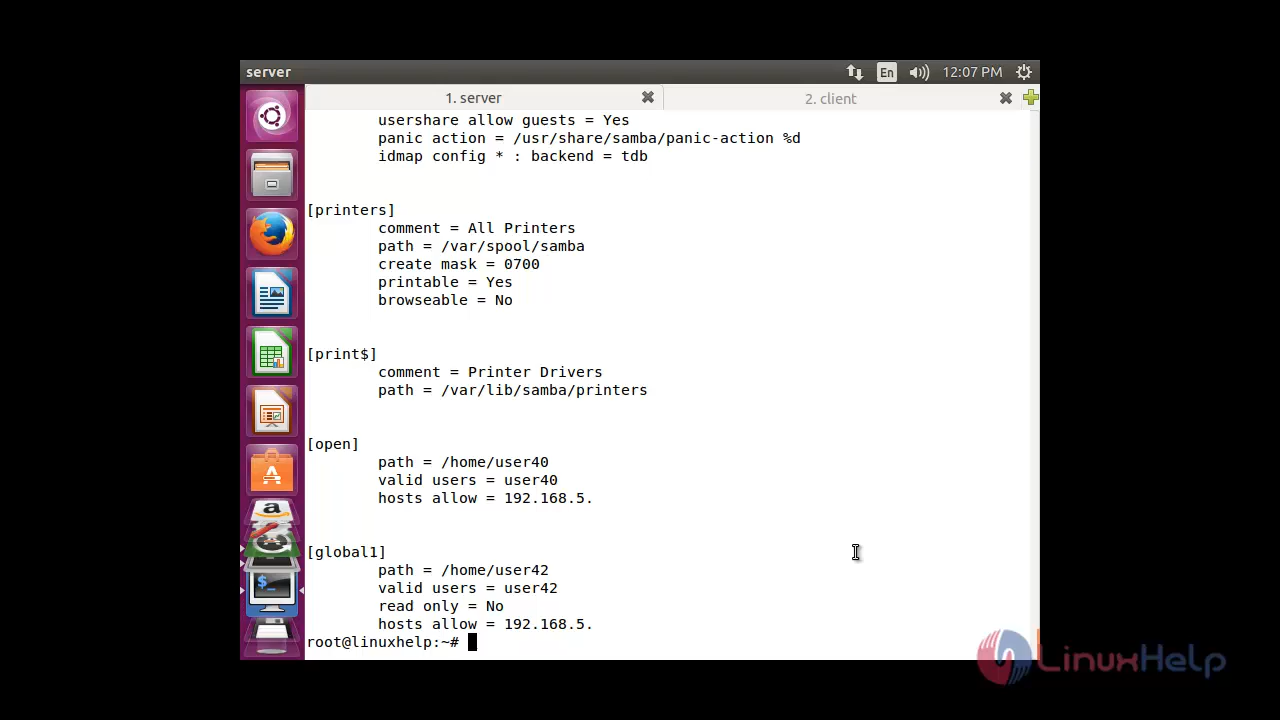 server
En
12:07 PM
1. server
2. client
usershare allow guests = Yes
panic action = /usr/share/samba/panic-action %d
idmap config * : backend = tdb
[printers]
comment = All Printers
path = /var/spool/samba
create mask = 0700
printable = Yes
browseable = No
[print$]
comment = Printer Drivers
path = /var/lib/samba/printers
[open]
path = /home/user40
valid users = user40
hosts allow = 192.168.5.
[global1]
path = /home/user42
valid users = user42
read only = No
hosts allow = 192.168.5.
root@linuxhelp:~#
LinuxHelp